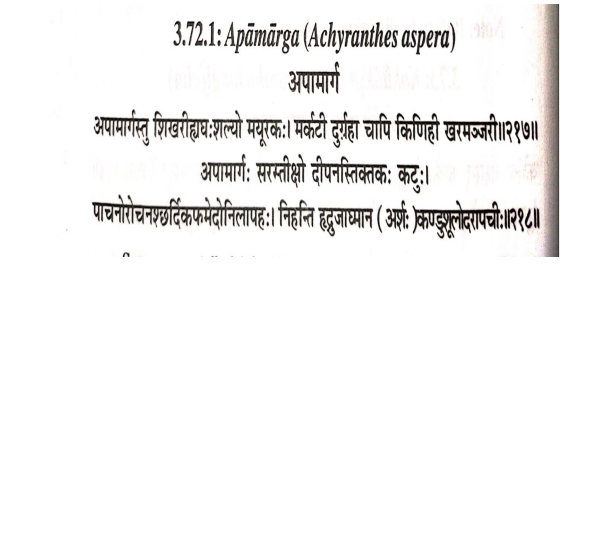 3.72.1: Apāmārga (Achyranthes aspera)
अपामार्ग
अपामार्गस्तु शिखरीह्यधःशल्यो मयूरकः। मर्कटी दुर्ग्रहा चापि किणिही खरमञ्जरी॥२१७॥
अपामार्गः सरस्तीक्ष्णो दीपनस्तिक्तकः कटुः।
पाचनोरोचनश्छर्दिकफमेदोनिलापहः। निहन्ति हृद्रुजाध्मान ( अर्शः )कण्डुशूलोदरापचीः॥२१८॥